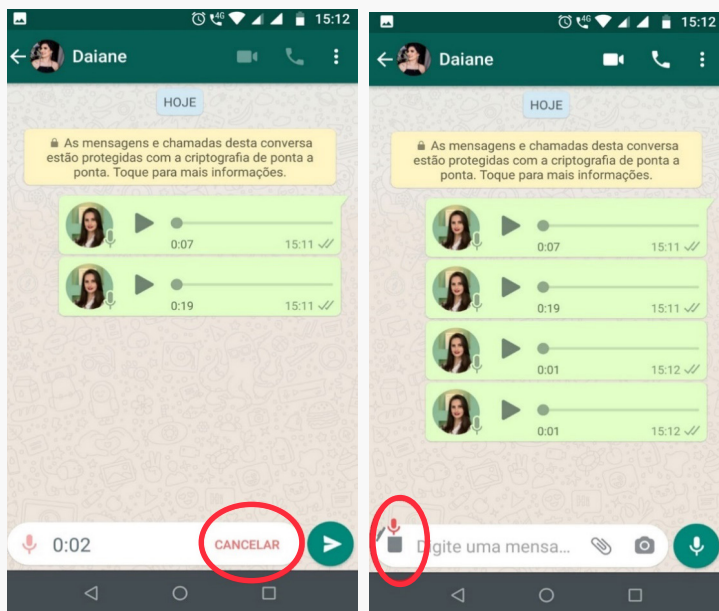 15:12
Daiane
HOJE
As mensagens e chamadas desta conversa
estão protegidas com a criptografia de ponta a
ponta. Toque para mais informações.
0:07 15:11
0:19 15:11
0:02 CANCELAR
4G 15:12
Daiane
HOJE
As mensagens e chamadas desta conversa
estão protegidas com a criptografia de ponta a
ponta. Toque para mais informações.
0:07 15:11
0:19 15:11
0:01 15:12
0:01 15:12
Digite uma mensa...